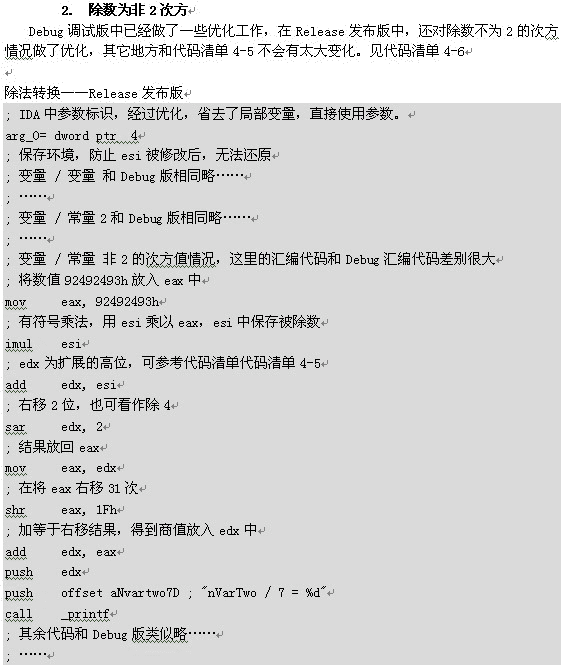 2. 除数为非2次方
Debug 调试版中已经做了一些优化工作，在 Release 发布版中，还对除数不为 2 的次方
情况做了优化，其它地方和代码清单 4-5 不会有太大变化。见代码清单 4-6
除法转换——Release 发布版
; IDA 中参数标识，经过优化，省去了局部变量，直接使用参数。
arg_0= dword ptr  4
; 保存环境，防止 esi 被修改后，无法还原
; 变量 / 变量 和 Debug 版相同略……
; ……
; 变量 / 常量 2 和 Debug 版相同略……
; ……
; 变量 / 常量 非 2 的次方值情况，这里的汇编代码和 Debug 汇编代码差别很大
; 将数值 92492493h 放入 eax 中
mov     eax, 92492493h
; 有符号乘法，用 esi 乘以 eax，esi 中保存被除数
imul    esi
; edx 为扩展的高位，可参考代码清单代码清单 4-5
add     edx, esi
; 右移 2 位，也可看作除 4
sar     edx, 2
; 结果放回 eax
mov     eax, edx
; 在将 eax 右移 31 次
shr     eax, 1Fh
; 加等于右移结果，得到商值放入 edx 中
add     edx, eax
push    edx
push    offset aNvartwo7D ; "nVarTwo / 7 = %d"
call    _printf
; 其余代码和 Debug 版类似略……
; ……